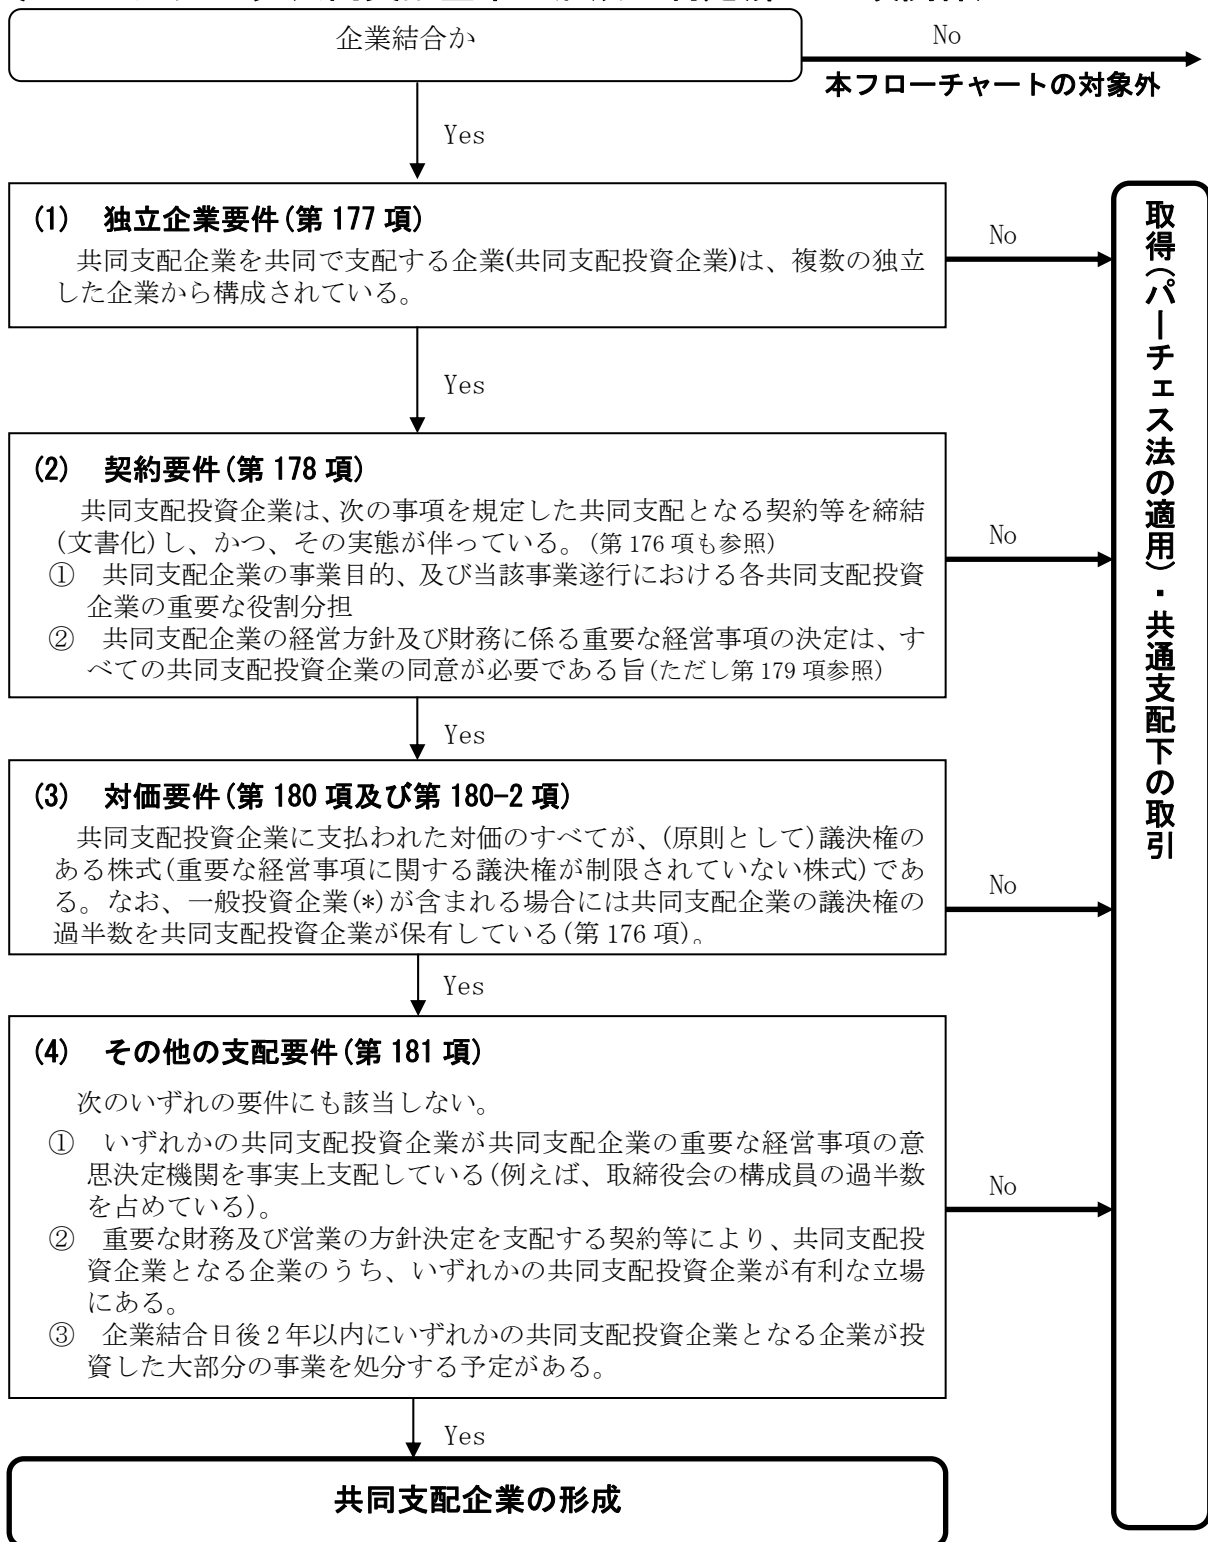 企業結合か
No
本フローチャートの対象外
Yes
(1) 独立企業要件(第 177 項)
共同支配企業を共同で支配する企業(共同支配投資企業)は、複数の独立
した企業から構成されている。
No
Yes
(2) 契約要件(第 178 項)
共同支配投資企業は、次の事項を規定した共同支配となる契約等を締結
(文書化)し、かつ、その実態が伴っている。(第 176 項も参照)
① 共同支配企業の事業目的、及び当該事業遂行における各共同支配投資
企業の重要な役割分担
② 共同支配企業の経営方針及び財務に係る重要な経営事項の決定は、す
べての共同支配投資企業の同意が必要である旨(ただし第 179 項参照)
No
Yes
(3) 対価要件(第 180 項及び第 180-2 項)
共同支配投資企業に支払われた対価のすべてが、(原則として)議決権の
ある株式(重要な経営事項に関する議決権が制限されていない株式)であ
る。なお、一般投資企業(*)が含まれる場合には共同支配企業の議決権の
過半数を共同支配投資企業が保有している(第 176 項)。
No
Yes
(4) その他の支配要件(第 181 項)
次のいずれの要件にも該当しない。
① いずれかの共同支配投資企業が共同支配企業の重要な経営事項の意
思決定機関を事実上支配している(例えば、取締役会の構成員の過半数
を占めている)。
② 重要な財務及び営業の方針決定を支配する契約等により、共同支配投
資企業となる企業のうち、いずれかの共同支配投資企業が有利な立場
にある。
③ 企業結合日後2年以内にいずれかの共同支配投資企業となる企業が投
資した大部分の事業を処分する予定がある。
No
Yes
共同支配企業の形成
取得(パーチェス法の適用)・共通支配下の取引